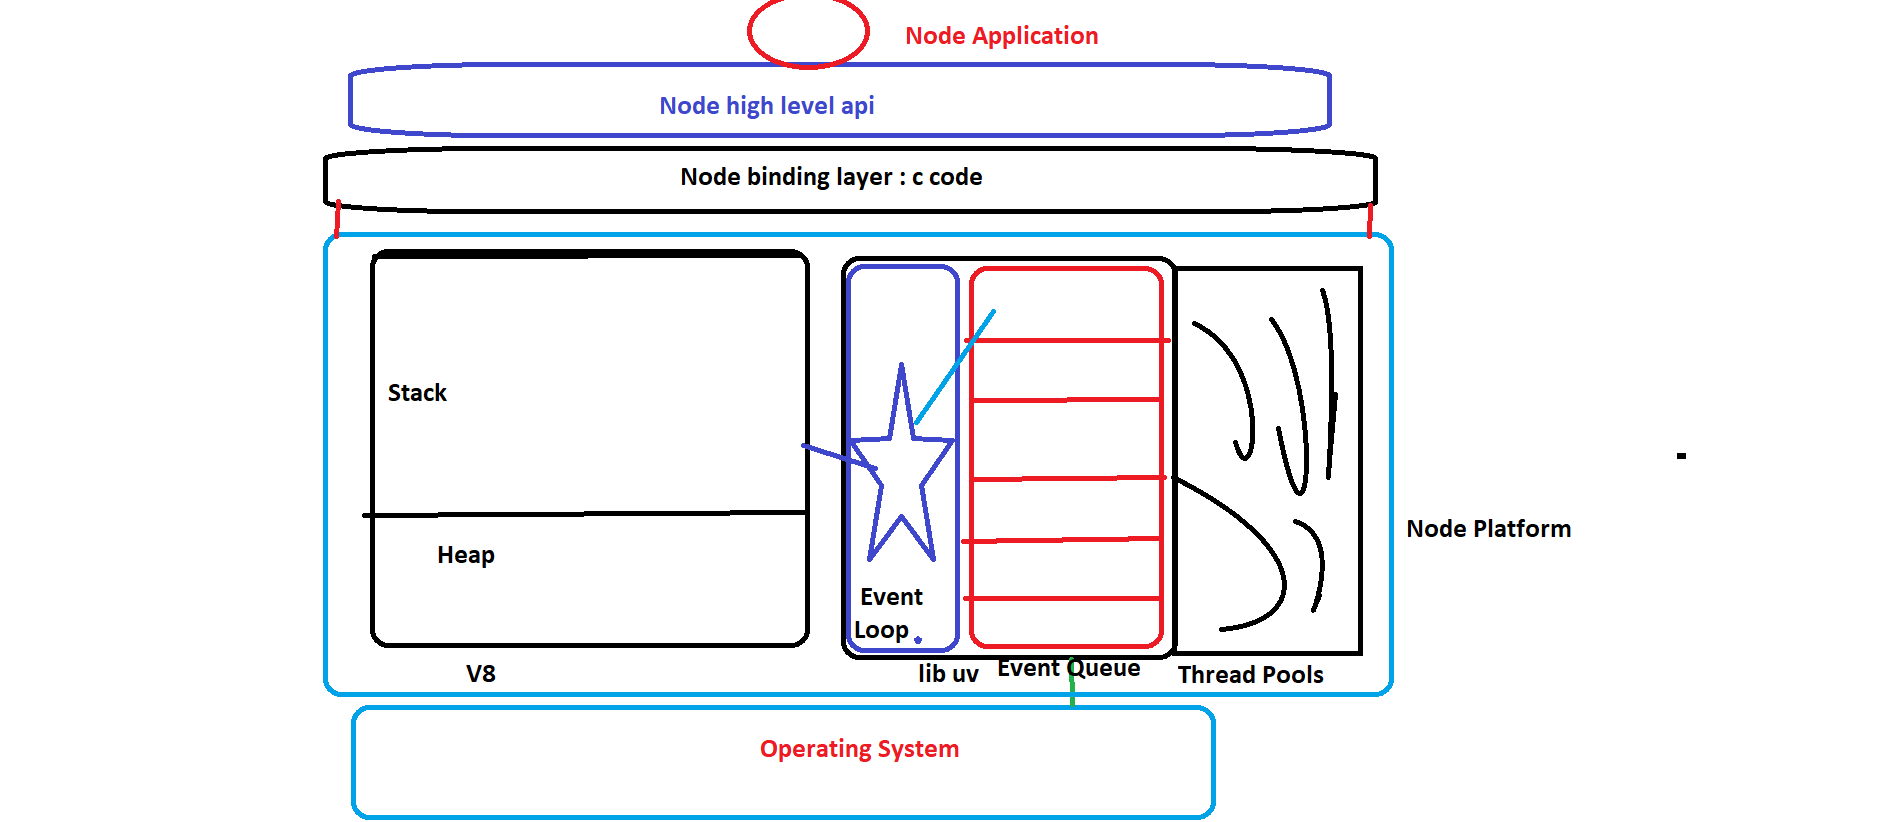 Node Application
Node high level api
Node binding layer : c code
Stack
Heap
Event
Loop
V8
lib uv
Event Queue
Thread Pools
Node Platform
Operating System